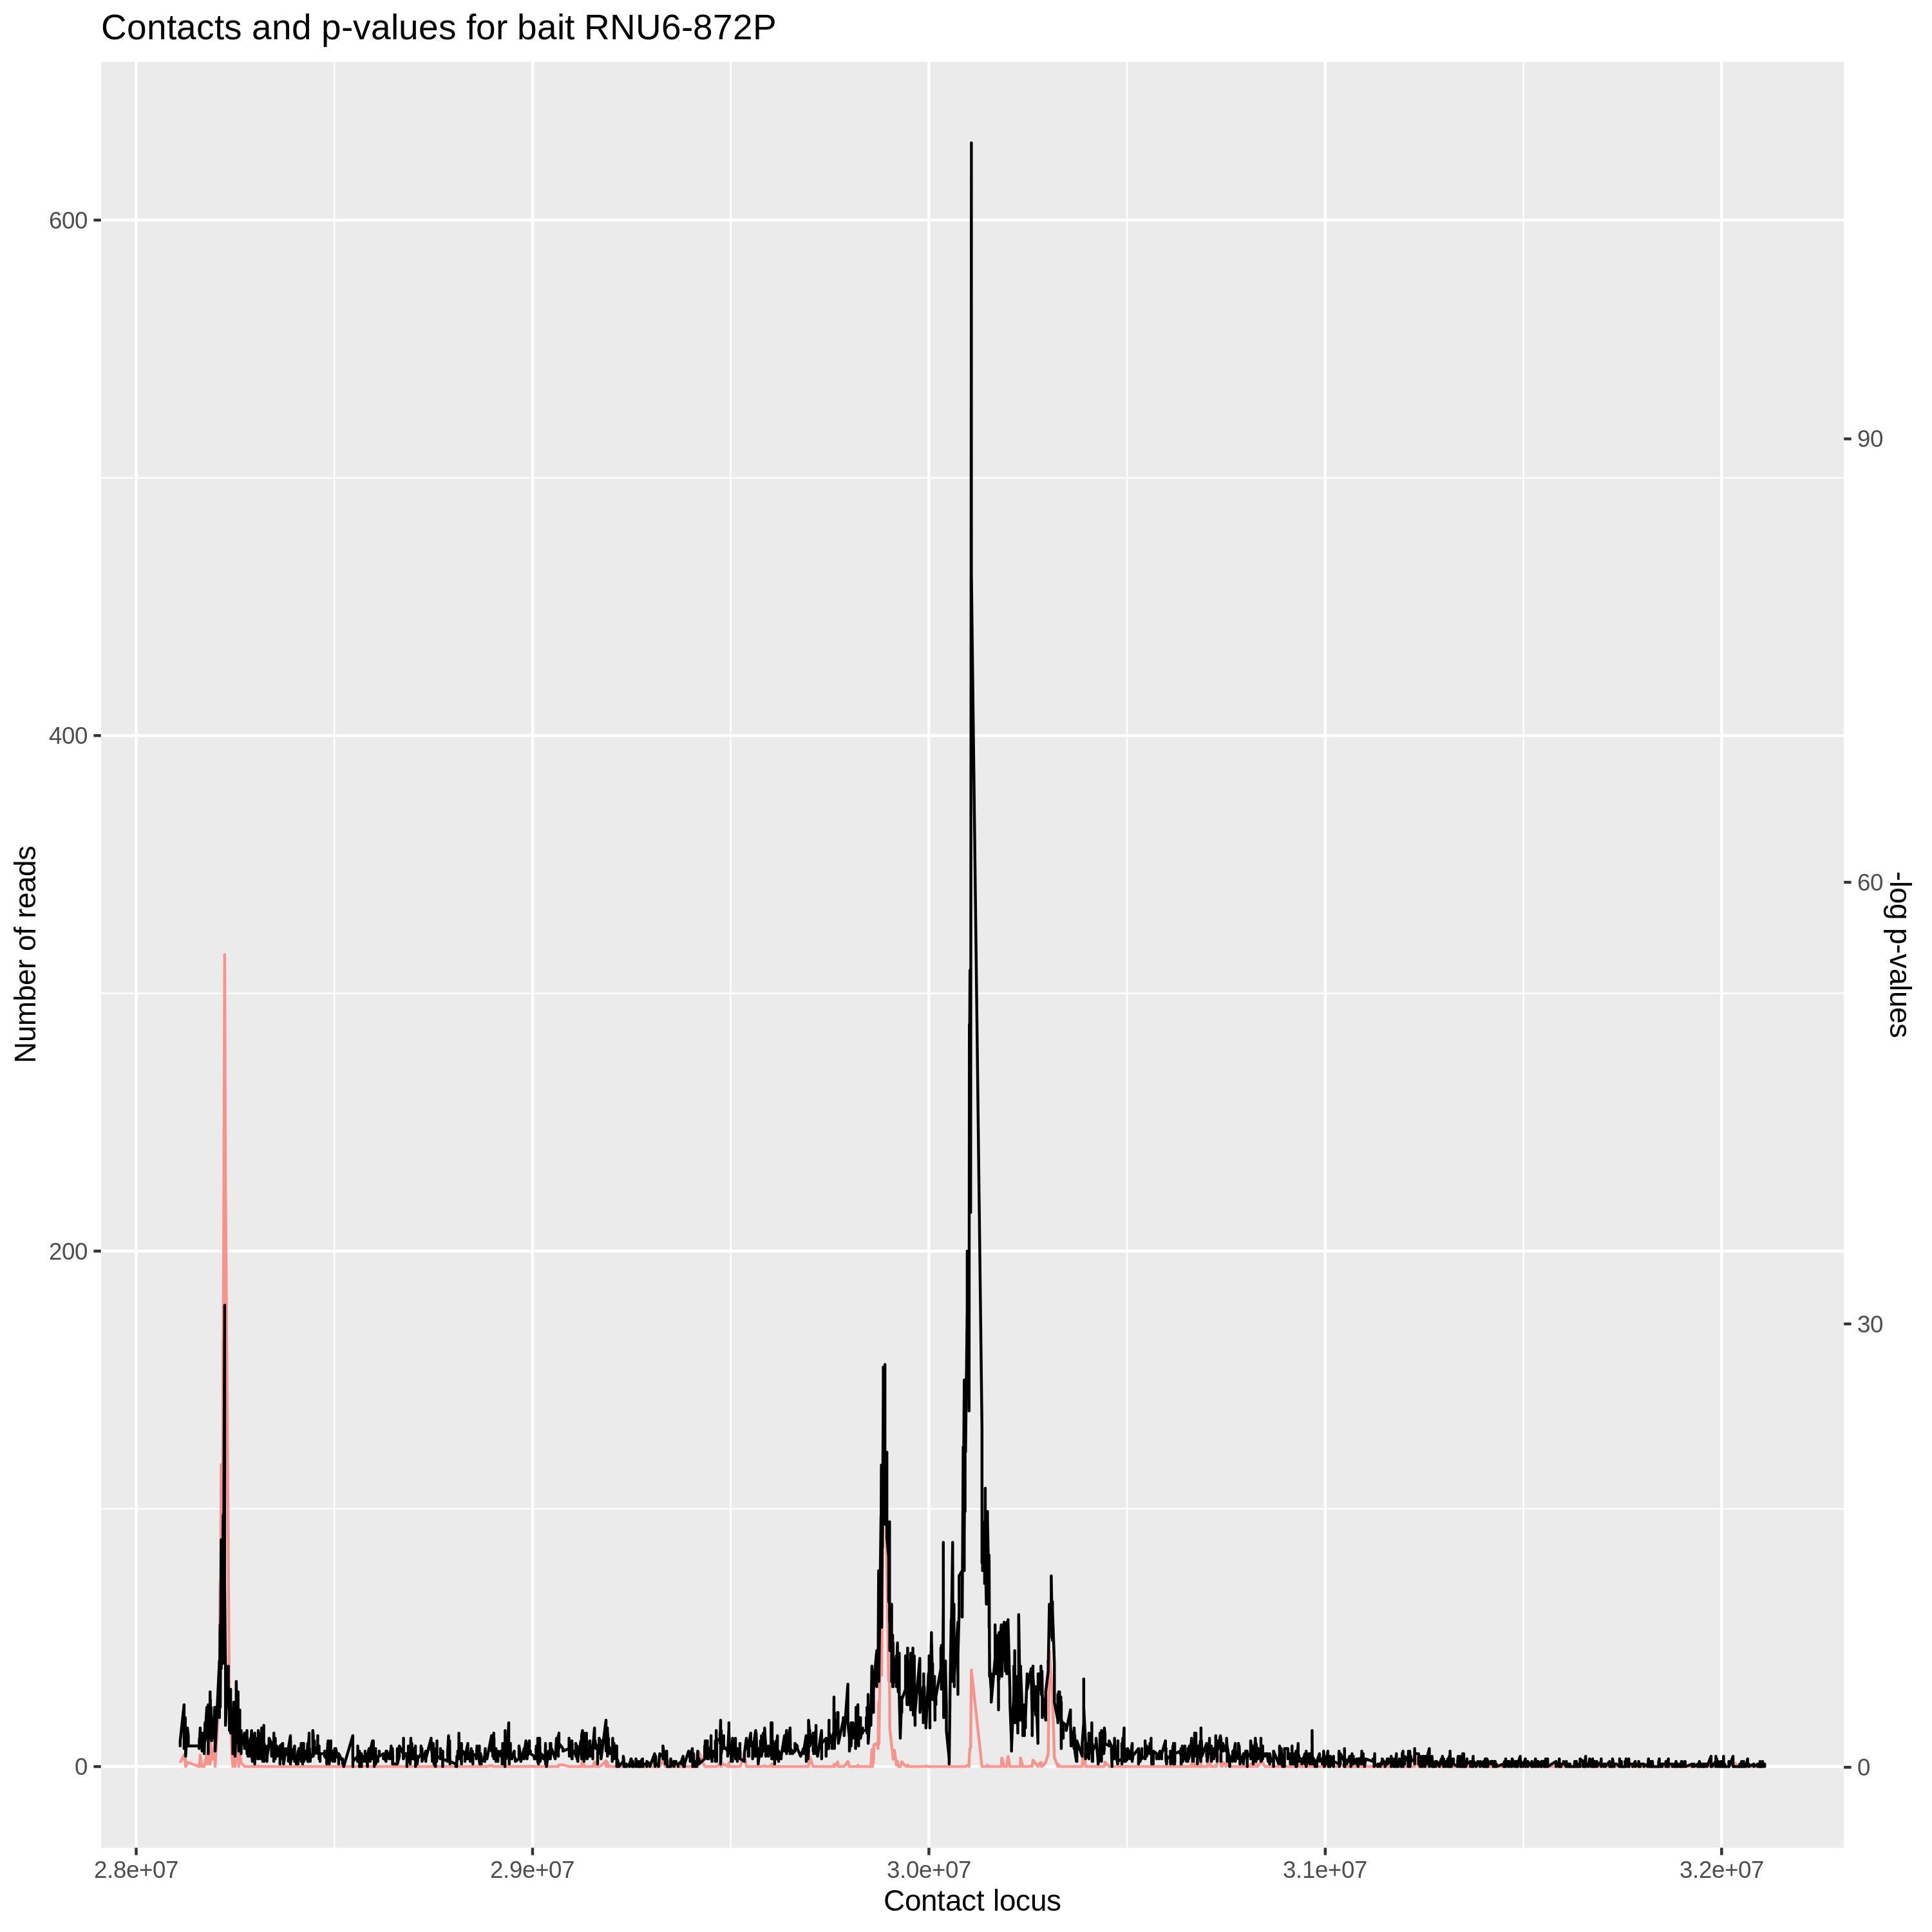 Contacts and p-values for bait RNU6-872P
600
400
200
0
90
60
30
0
Number of reads
-log p-values
2.8e+07 2.9e+07 3.0e+07 3.1e+07 3.2e+07
Contact locus